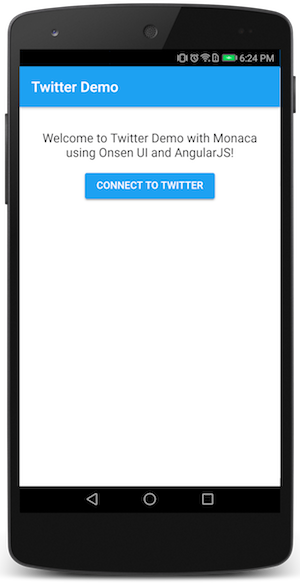 6:24 PM
Twitter Demo
Welcome to Twitter Demo with Monaca
using Onsen UI and AngularJS!
CONNECT TO TWITTER